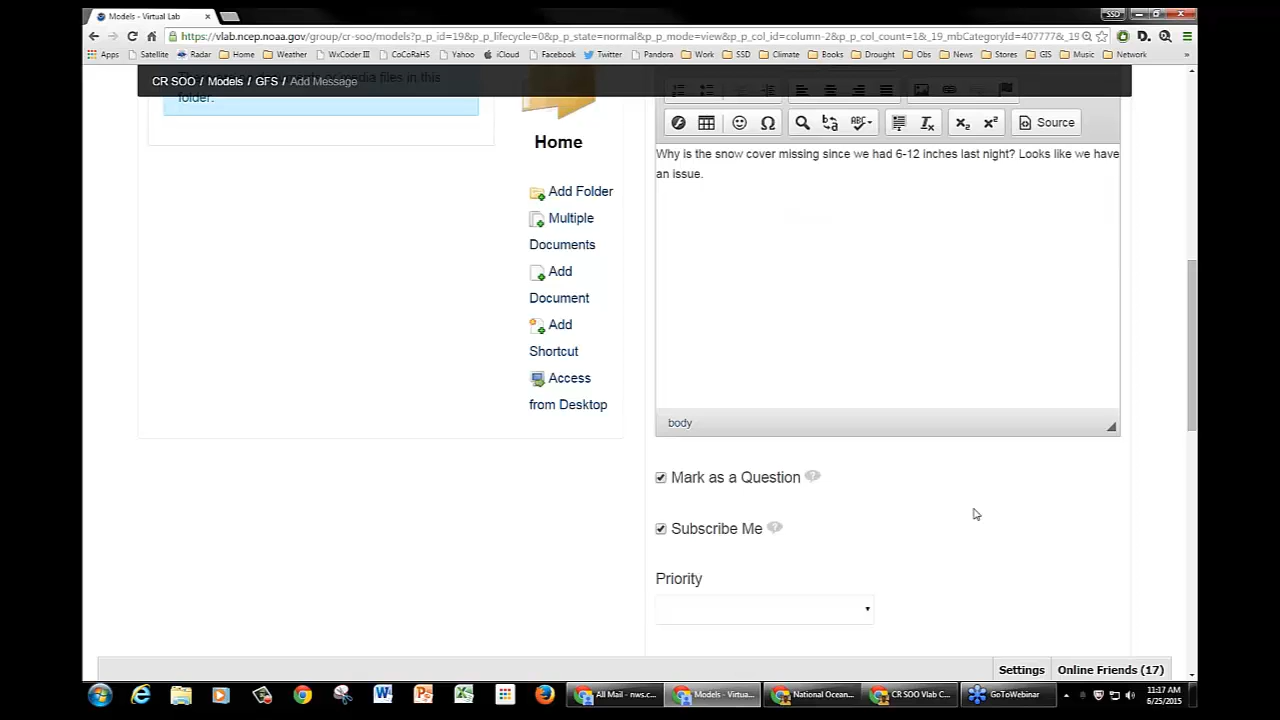 Models - Virtual Lab
SSD
https://vlab.ncep.noaa.gov/group/cr-soo/models?p_p_id=19&p_p_lifecycle=0&p_p_state=normal&p_p_mode=view&p_p_col_id=column-2&p_p_col_count=1&_19_mbCategoryId=407777&_19
Apps Satellite Radar Home Weather WxCoder III CoCoRaHS Yahoo iCloud Facebook Twitter Pandora Work SSD Climate Books Drought Obs News Stores GIS Music Network
CR SOO / Models / GFS / Add Message
media files in this
folder.
Home
Add Folder
Multiple
Documents
Add
Document
Add
Shortcut
Access
from Desktop
Source
Why is the snow cover missing since we had 6-12 inches last night? Looks like we have
an issue.
body
Mark as a Question
Subscribe Me
Priority
Settings Online Friends (17)
All Mail - nws.c... Models - Virtua... National Ocean... CR SOO Vlab C... GoToWebinar
11:17 AM
6/25/2015